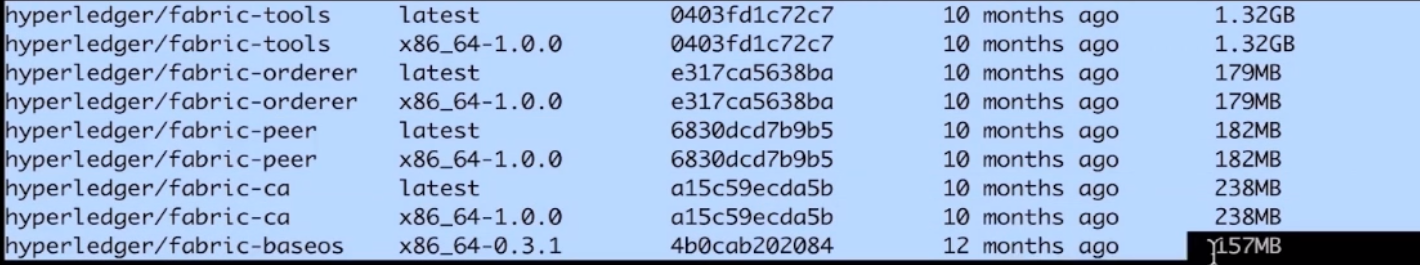 hyperledger/fabric-tools latest 0403fd1c72c7 10 months ago 1.32GB
hyperledger/fabric-tools x86_64-1.0.0 0403fd1c72c7 10 months ago 1.32GB
hyperledger/fabric-orderer latest e317ca5638ba 10 months ago 179MB
hyperledger/fabric-orderer x86_64-1.0.0 e317ca5638ba 10 months ago 179MB
hyperledger/fabric-peer latest 6830dcd7b9b5 10 months ago 182MB
hyperledger/fabric-peer x86_64-1.0.0 6830dcd7b9b5 10 months ago 182MB
hyperledger/fabric-ca latest a15c59ecda5b 10 months ago 238MB
hyperledger/fabric-ca x86_64-1.0.0 a15c59ecda5b 10 months ago 238MB
hyperledger/fabric-baseos x86_64-0.3.1 4b0cab202084 12 months ago 157MB